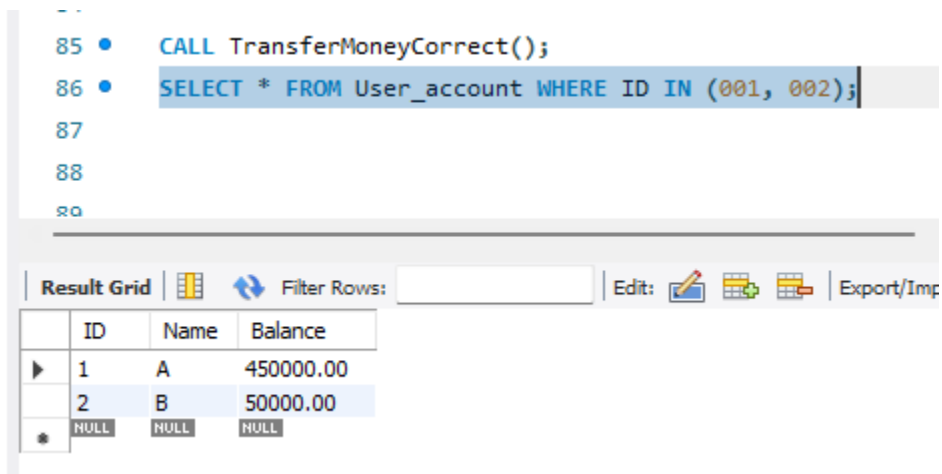 85 CALL TransferMoneyCorrect();
86 SELECT * FROM User_account WHERE ID IN (001, 002);
87
88
89
Result Grid Filter Rows: Edit: Export/Imp
ID Name Balance
1 A 450000.00
2 B 50000.00
NULL NULL NULL